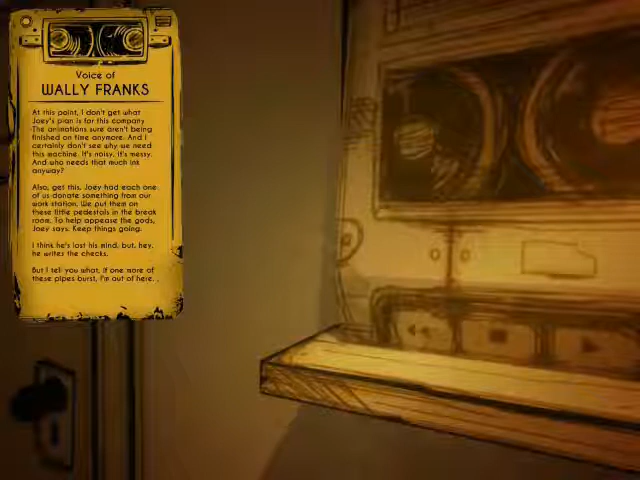 Voice of
WALLY FRANKS
At this point, I don't get what
Joey's plan is for this company.
The animations sure aren't being
finished on time anymore. And I
certainly don't see why we need
this machine. It's noisy, it's messy.
And who needs that much ink
anyway?
Also, get this, Joey had each one
of us donate something from our
work station. We put them on
these little pedestals in the break
room. To help appease the gods,
Joey says. Keep things going.
I think he's lost his mind, but, hey,
he writes the checks.
But I tell you what, if one more of
these pipes burst, I'm out of here...